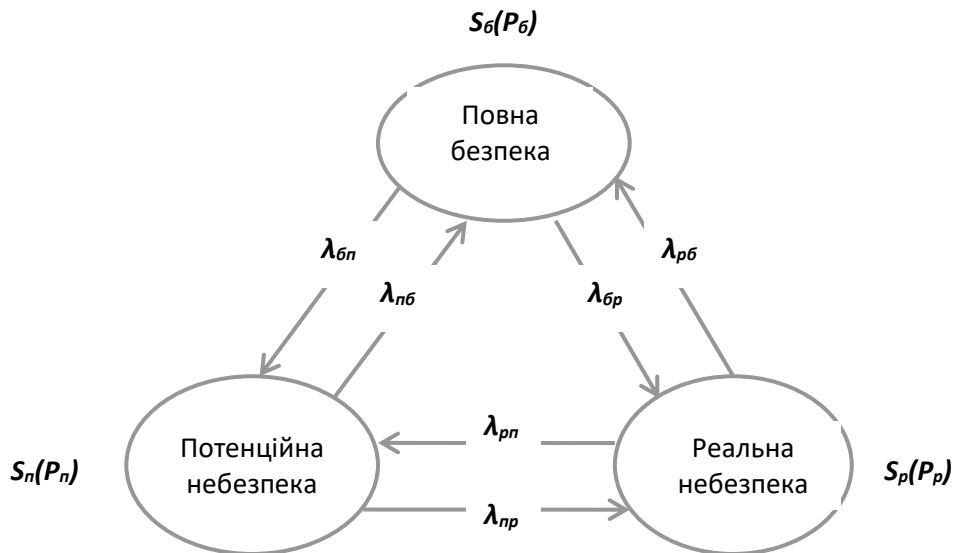 Sб(Pб)
Повна
безпека
λбп
λрб
λпб
λбр
λрп
Sп(Pп)
Потенційна
небезпека
Реальна
небезпека
Sр(Pр)
λпр